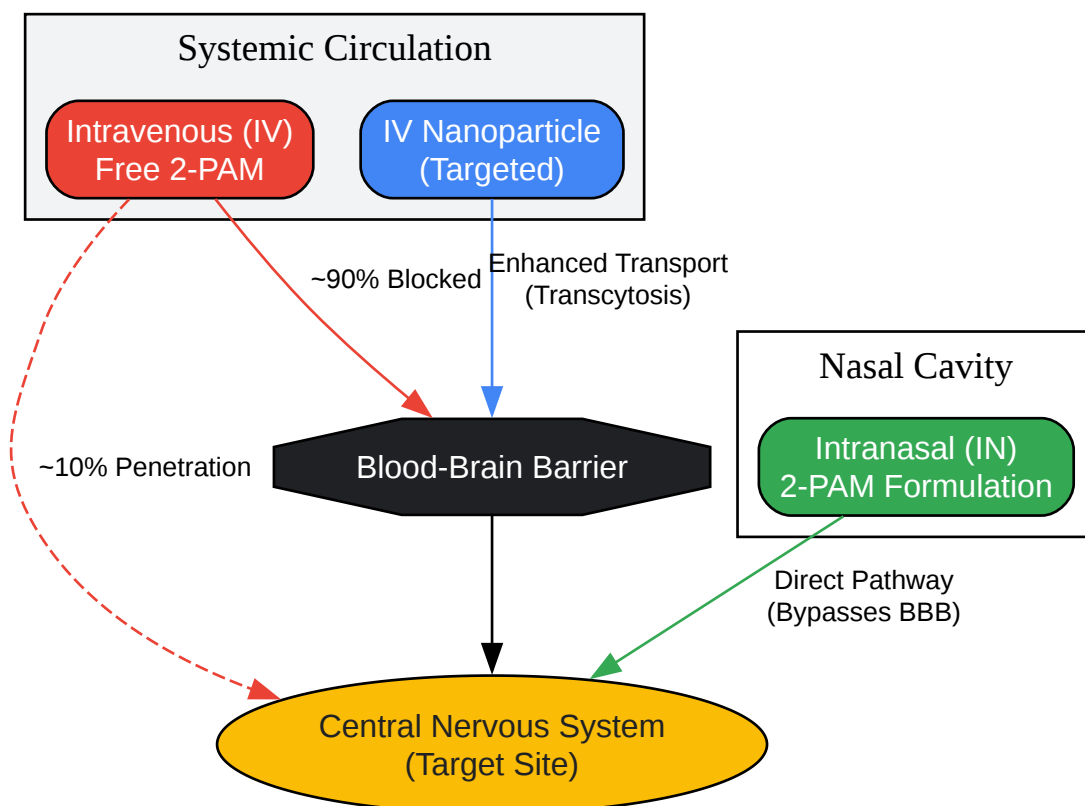 Systemic Circulation
Intravenous (IV)
Free 2-PAM
IV Nanoparticle
(Targeted)
~90% Blocked
Enhanced Transport
(Transcytosis)
Nasal Cavity
Intranasal (IN)
2-PAM Formulation
~10% Penetration
Blood-Brain Barrier
Direct Pathway
(Bypasses BBB)
Central Nervous System
(Target Site)